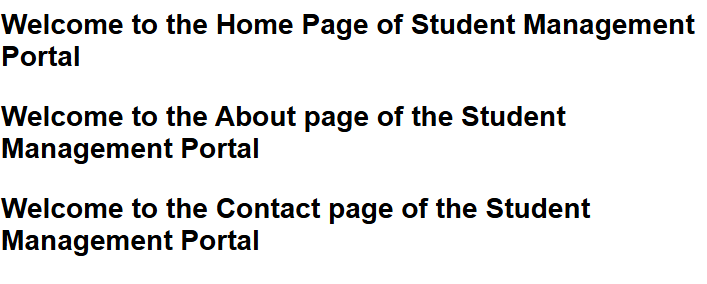 Welcome to the Home Page of Student Management
Portal
Welcome to the About page of the Student
Management Portal
Welcome to the Contact page of the Student
Management Portal